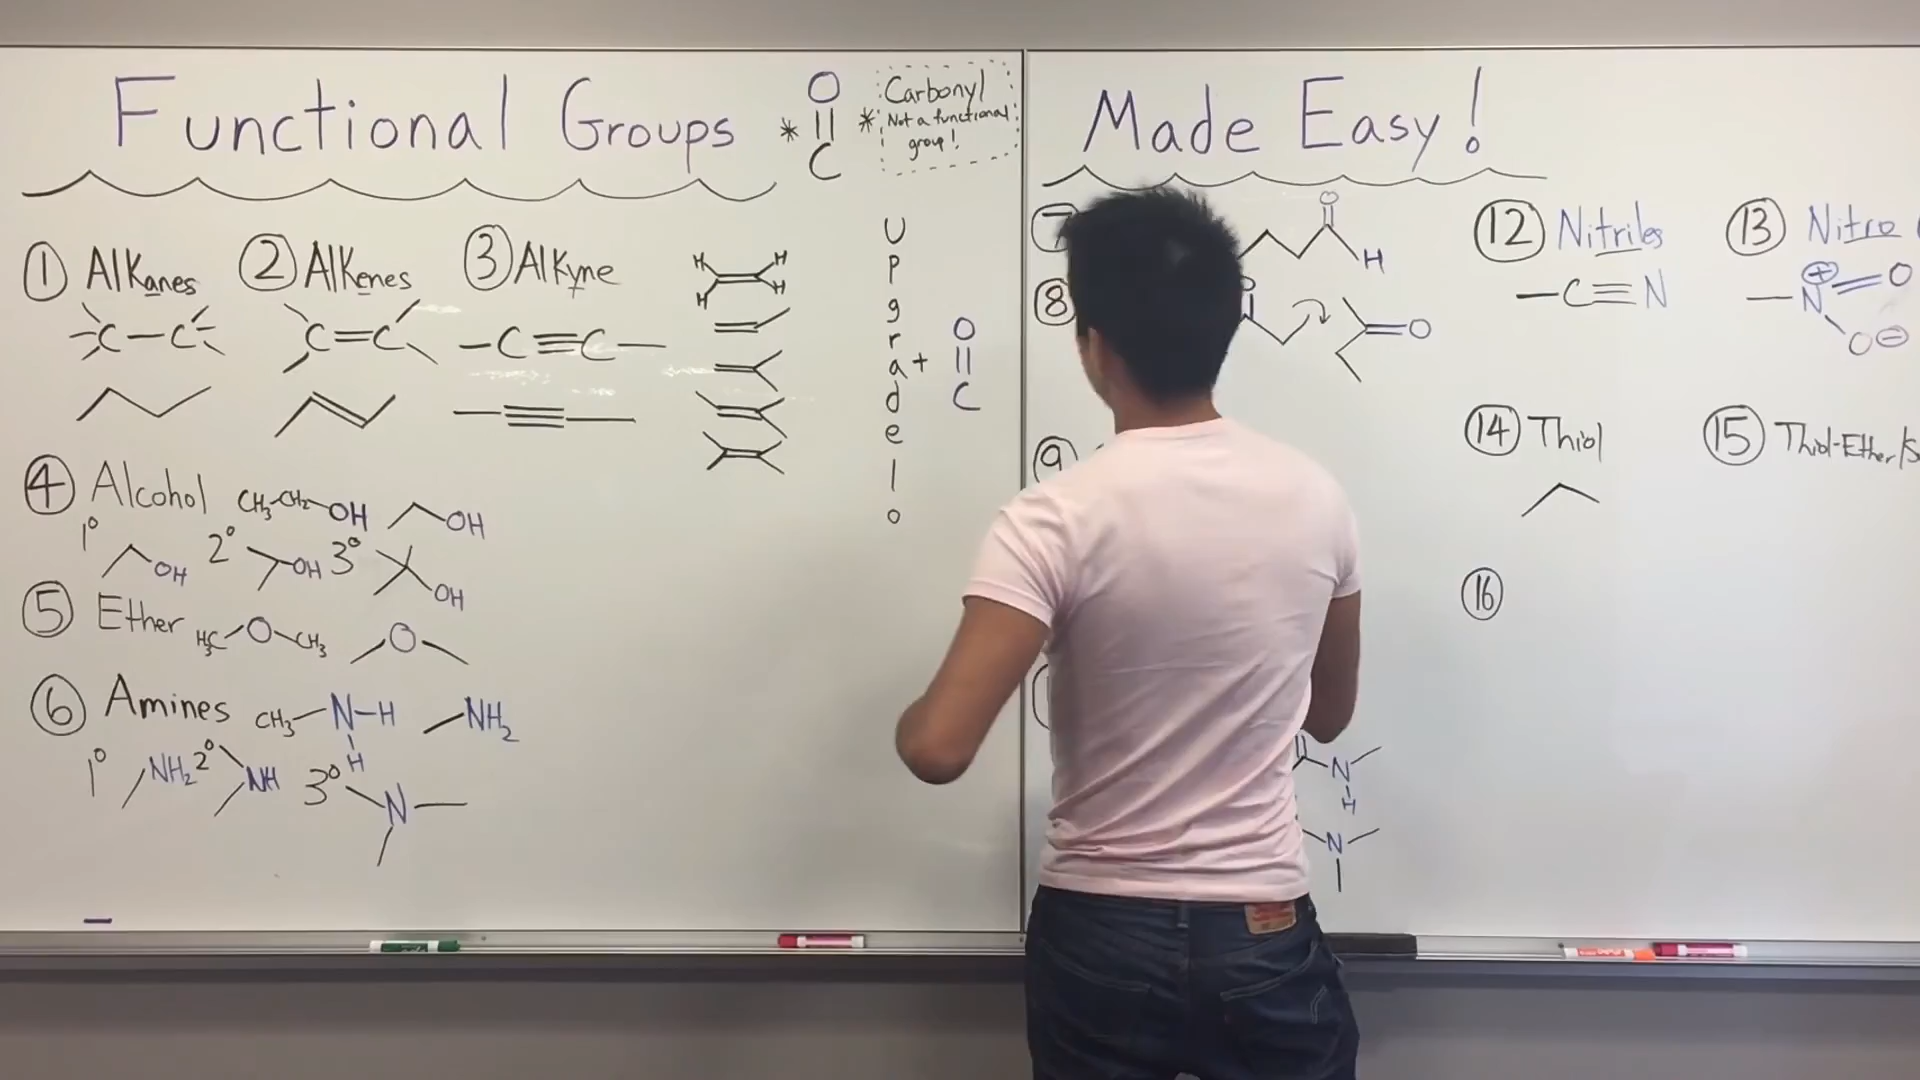 Functional Groups
O
* ||
C
Carbonyl
* Not a functional
group!
① Alkanes ② Alkenes ③ Alkyne
C—C C=C —C≡C—
H H
H H
④ Alcohol CH3-CH2-OH OH
1° OH 2° OH 3° OH
⑤ Ether H3C-O-CH3 O
⑥ Amines CH3-N-H NH2
H
1° NH2 2° NH 3° N
U
p
g
r
a
d
e
l
o
+
O
||
C
Made Easy!
⑦ O
H
⑧ O
O
⑨
N
H
N
⑫ Nitriles
—C≡N
⑬ Nitro
⊕
N=O
O⊖
⑭ Thiol
⑮ Thiol-Ether/S
⑯